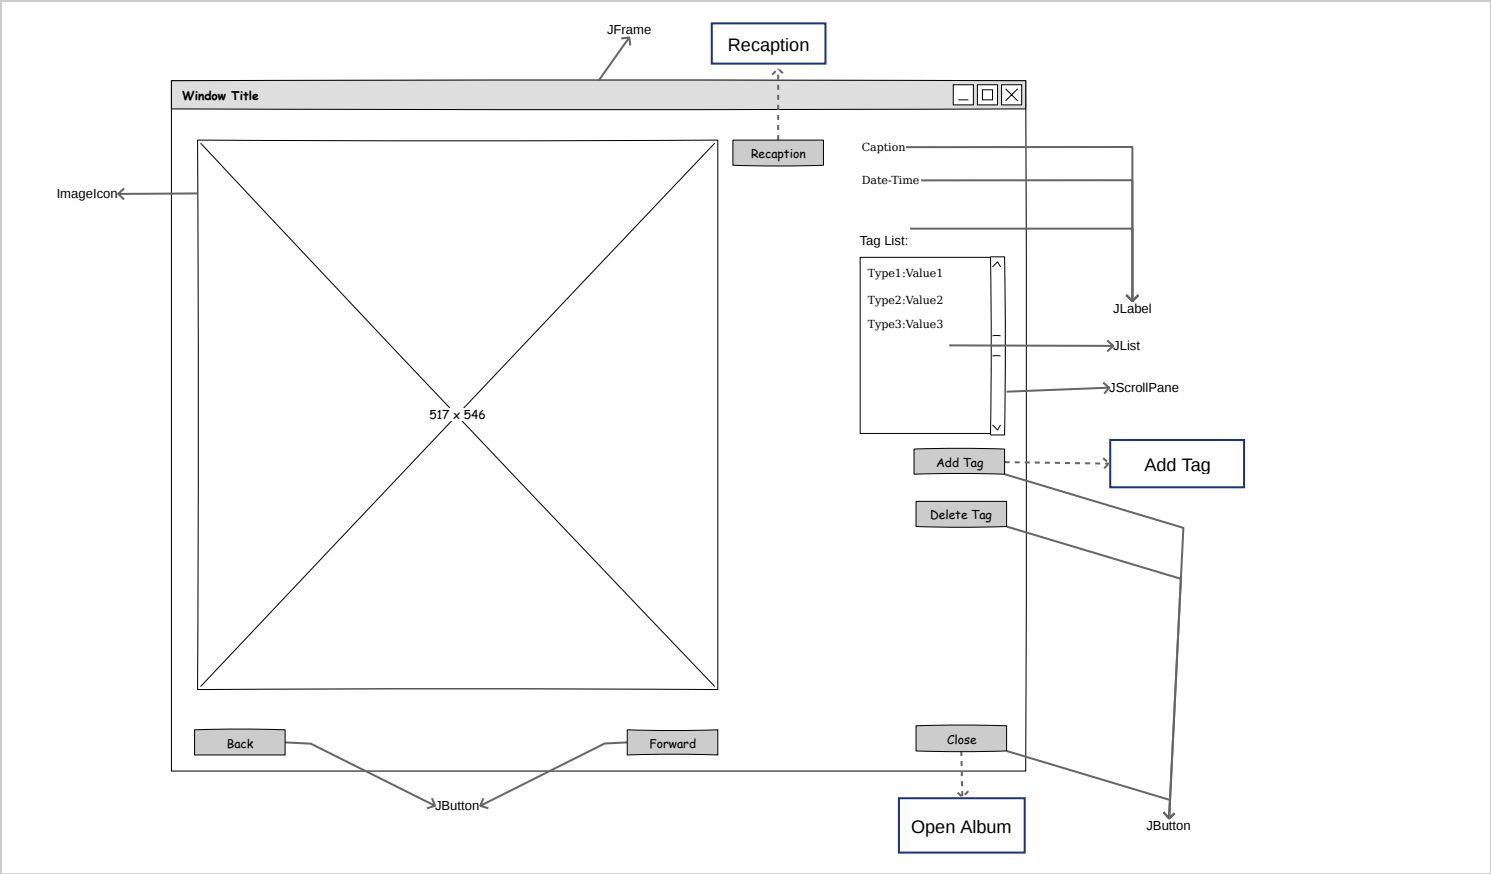 JFrame
Recaption
Window Title
Recaption
Caption
Date-Time
ImageIcon
Tag List:
Type1:Value1
Type2:Value2
Type3:Value3
JLabel
JList
JScrollPane
517 x 546
Add Tag
Add Tag
Delete Tag
Back
Forward
Close
JButton
Open Album
JButton